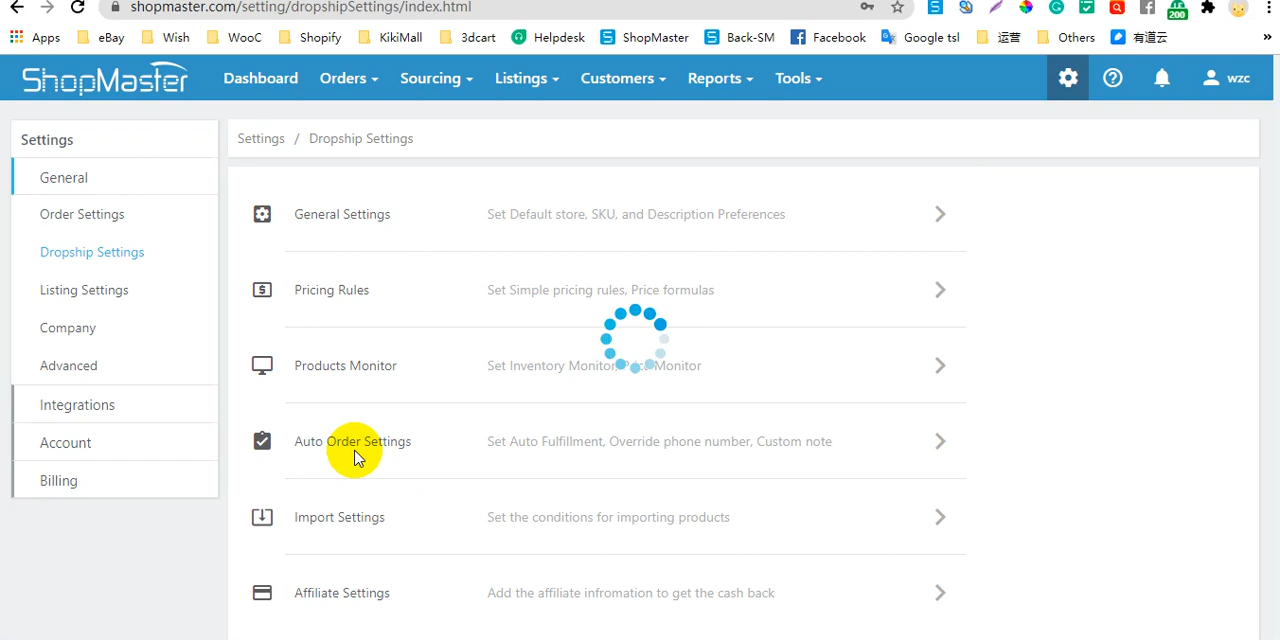 shopmaster.com/setting/dropshipSettings/index.html
200
Apps eBay Wish WooC Shopify KikiMall 3dcart Helpdesk ShopMaster Back-SM Facebook Google tsl 运营 Others 有道云 »
ShopMaster Dashboard Orders Sourcing Listings Customers Reports Tools wzc
Settings
General
Order Settings
Dropship Settings
Listing Settings
Company
Advanced
Integrations
Account
Billing
Settings / Dropship Settings
General Settings Set Default store, SKU, and Description Preferences
Pricing Rules Set Simple pricing rules, Price formulas
Products Monitor Set Inventory Monitor, Price Monitor
Auto Order Settings Set Auto Fulfillment, Override phone number, Custom note
Import Settings Set the conditions for importing products
Affiliate Settings Add the affiliate infromation to get the cash back